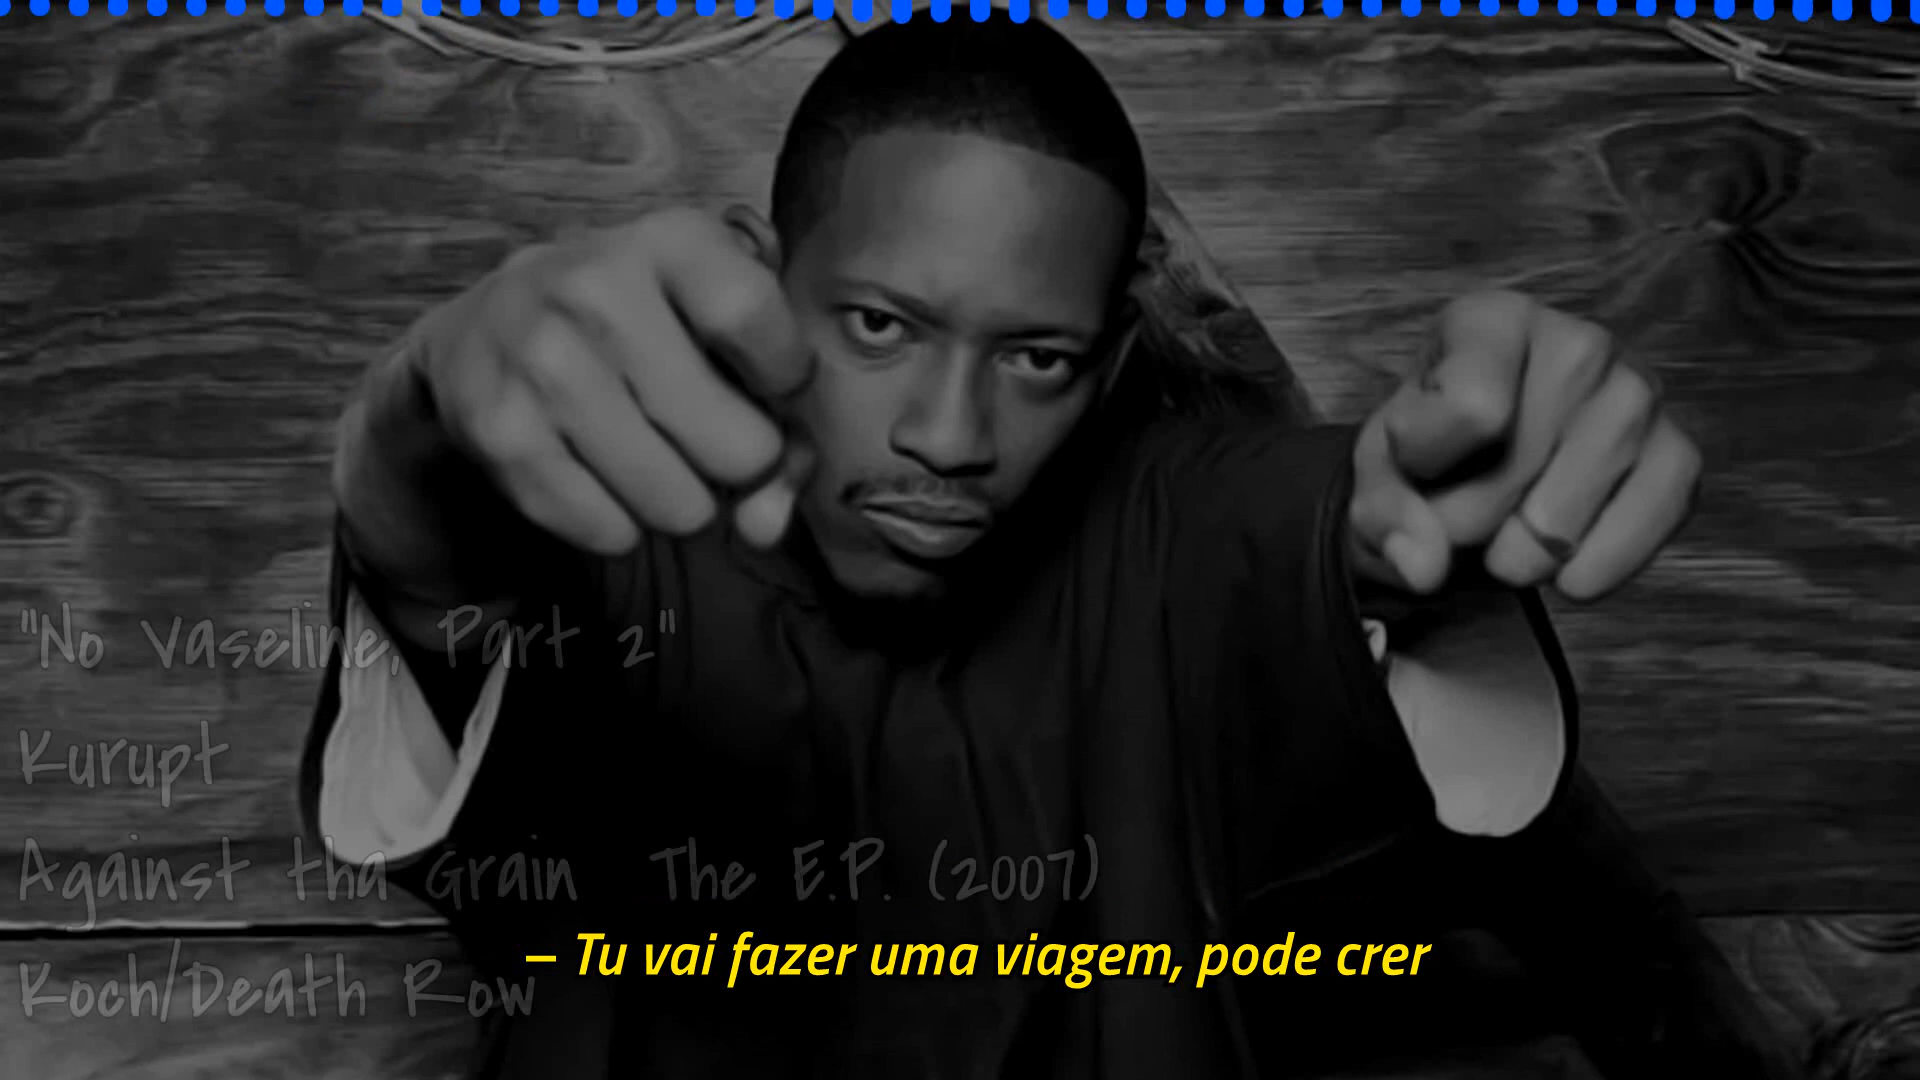 "No Vaseline, Part 2"
Kurupt
Against tha Grain The E.P. (2007)
– Tu vai fazer uma viagem, pode crer
Koch/Death Row